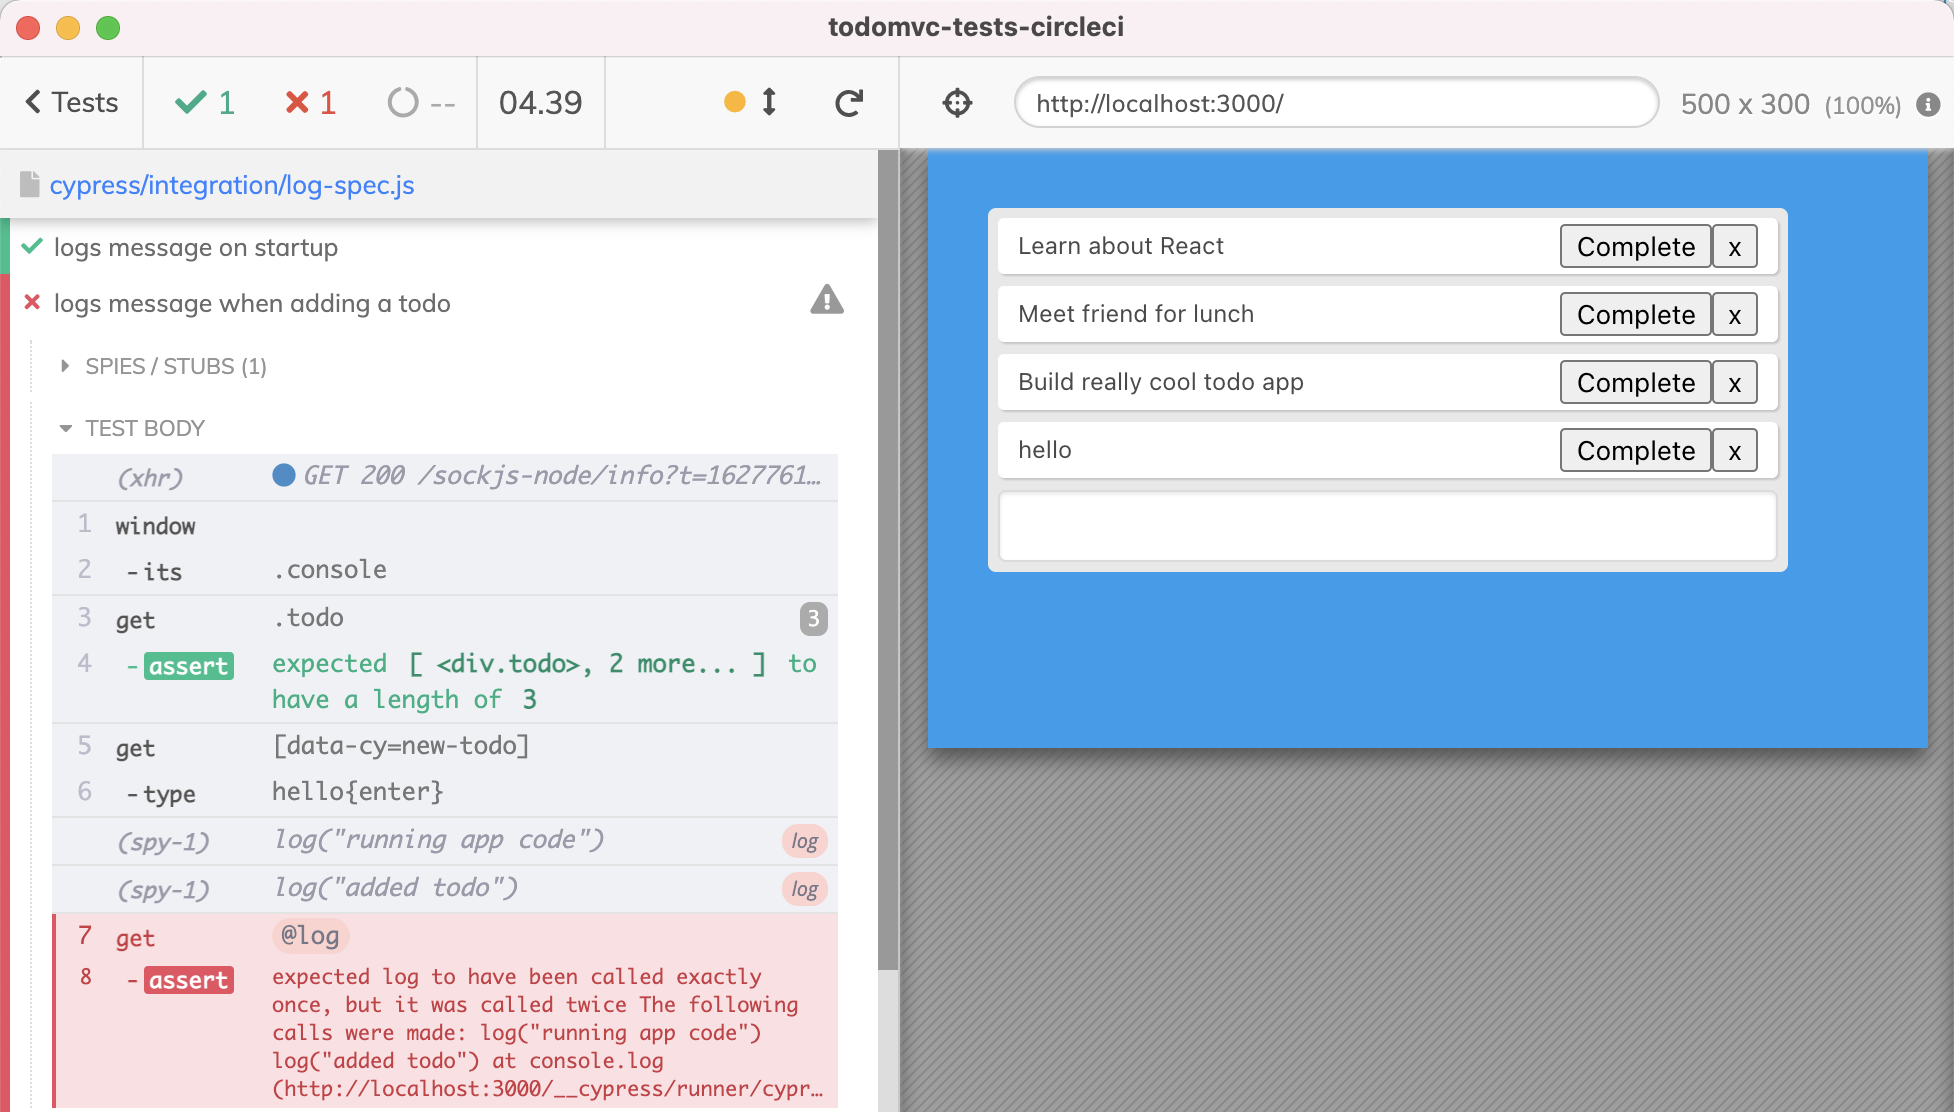 todomvc-tests-circleci
Tests
1
1
--
04.39
http://localhost:3000/
500 x 300 (100%)
cypress/integration/log-spec.js
logs message on startup
logs message when adding a todo
SPIES / STUBS (1)
TEST BODY
(xhr) GET 200 /sockjs-node/info?t=1627761...
1 window
2 -its .console
3 get .todo 3
4 -assert expected [ <div.todo>, 2 more... ] to
have a length of 3
5 get [data-cy=new-todo]
6 -type hello{enter}
(spy-1) log("running app code") log
(spy-1) log("added todo") log
7 get @log
8 -assert expected log to have been called exactly
once, but it was called twice The following
calls were made: log("running app code")
log("added todo") at console.log
(http://localhost:3000/__cypress/runner/cypr...
Learn about React Complete x
Meet friend for lunch Complete x
Build really cool todo app Complete x
hello Complete x